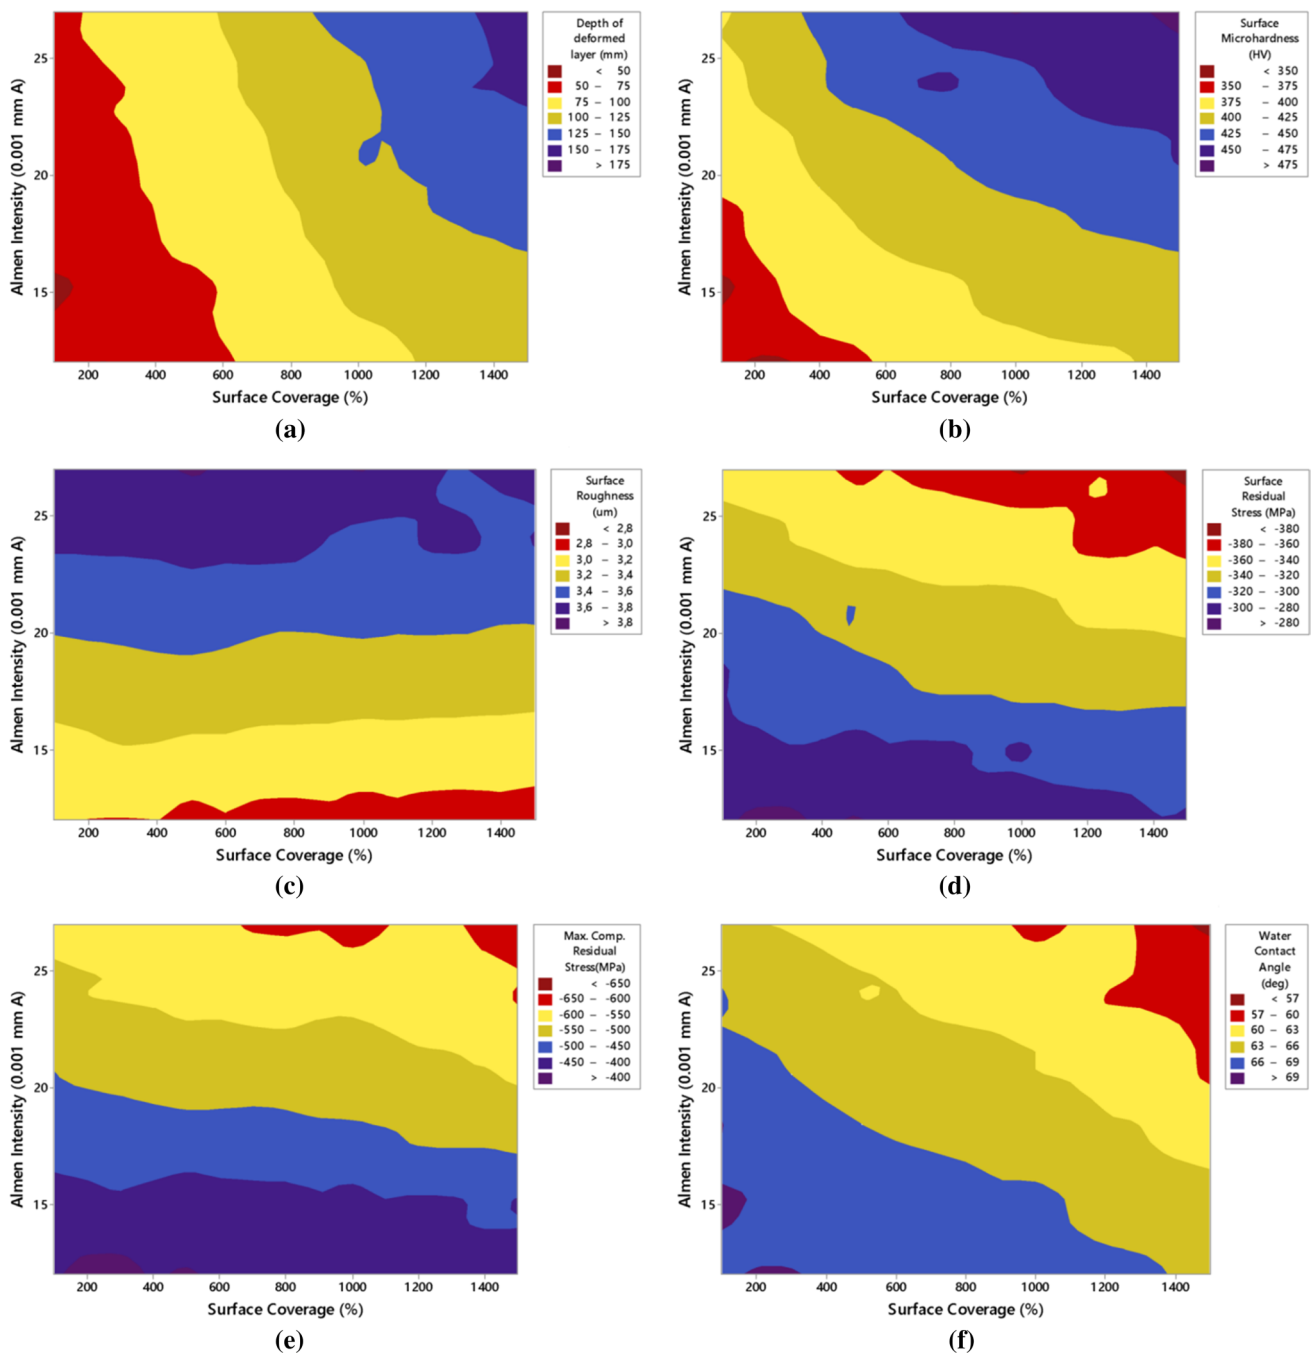 Depth of
deformed
layer (mm)
< 50
50 – 75
75 – 100
100 – 125
125 – 150
150 – 175
> 175
Almen Intensity (0.001 mm A)
25
20
15
200 400 600 800 1000 1200 1400
Surface Coverage (%)
(a)
Surface
Microhardness
(HV)
< 350
350 – 375
375 – 400
400 – 425
425 – 450
450 – 475
> 475
Almen Intensity (0.001 mm A)
25
20
15
200 400 600 800 1000 1200 1400
Surface Coverage (%)
(b)
Surface
Roughness
(um)
< 2,8
2,8 – 3,0
3,0 – 3,2
3,2 – 3,4
3,4 – 3,6
3,6 – 3,8
> 3,8
Almen Intensity (0.001 mm A)
25
20
15
200 400 600 800 1000 1200 1400
Surface Coverage (%)
(c)
Surface
Residual
Stress (MPa)
< -380
-380 – -360
-360 – -340
-340 – -320
-320 – -300
-300 – -280
> -280
Almen Intensity (0.001 mm A)
25
20
15
200 400 600 800 1000 1200 1400
Surface Coverage (%)
(d)
Max. Comp.
Residual
Stress(MPa)
< -650
-650 – -600
-600 – -550
-550 – -500
-500 – -450
-450 – -400
> -400
Almen Intensity (0.001 mm A)
25
20
15
200 400 600 800 1000 1200 1400
Surface Coverage (%)
(e)
Water
Contact
Angle
(deg)
< 57
57 – 60
60 – 63
63 – 66
66 – 69
> 69
Almen Intensity (0.001 mm A)
25
20
15
200 400 600 800 1000 1200 1400
Surface Coverage (%)
(f)